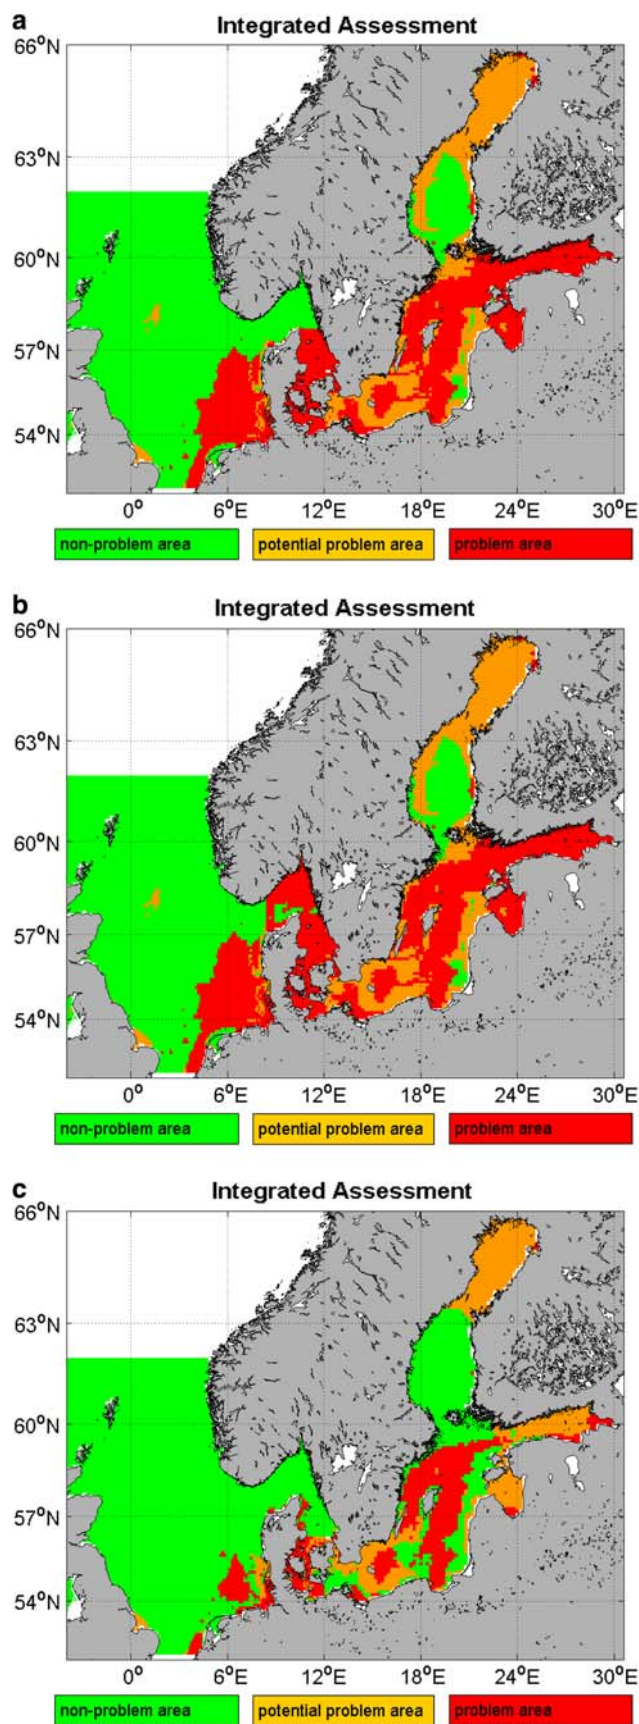 a
Integrated Assessment
66°N
63°N
60°N
57°N
54°N
0° 6°E 12°E 18°E 24°E 30°E
non-problem area potential problem area problem area
b
Integrated Assessment
66°N
63°N
60°N
57°N
54°N
0° 6°E 12°E 18°E 24°E 30°E
non-problem area potential problem area problem area
c
Integrated Assessment
66°N
63°N
60°N
57°N
54°N
0° 6°E 12°E 18°E 24°E 30°E
non-problem area potential problem area problem area